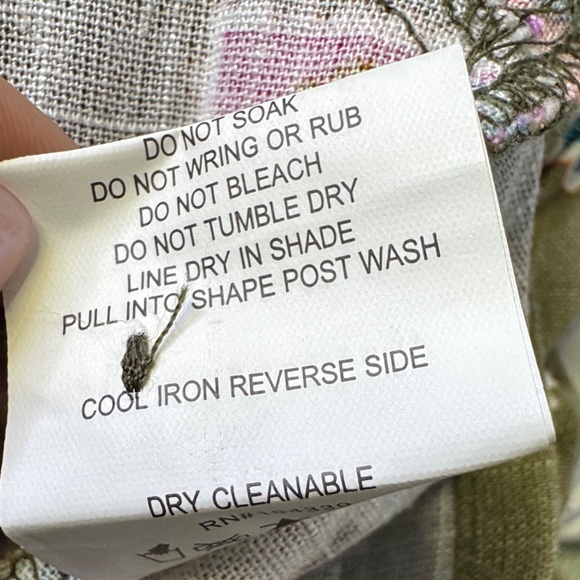 DO NOT SOAK
DO NOT WRING OR RUB
DO NOT BLEACH
DO NOT TUMBLE DRY
LINE DRY IN SHADE
PULL INTO SHAPE POST WASH
COOL IRON REVERSE SIDE
DRY CLEANABLE